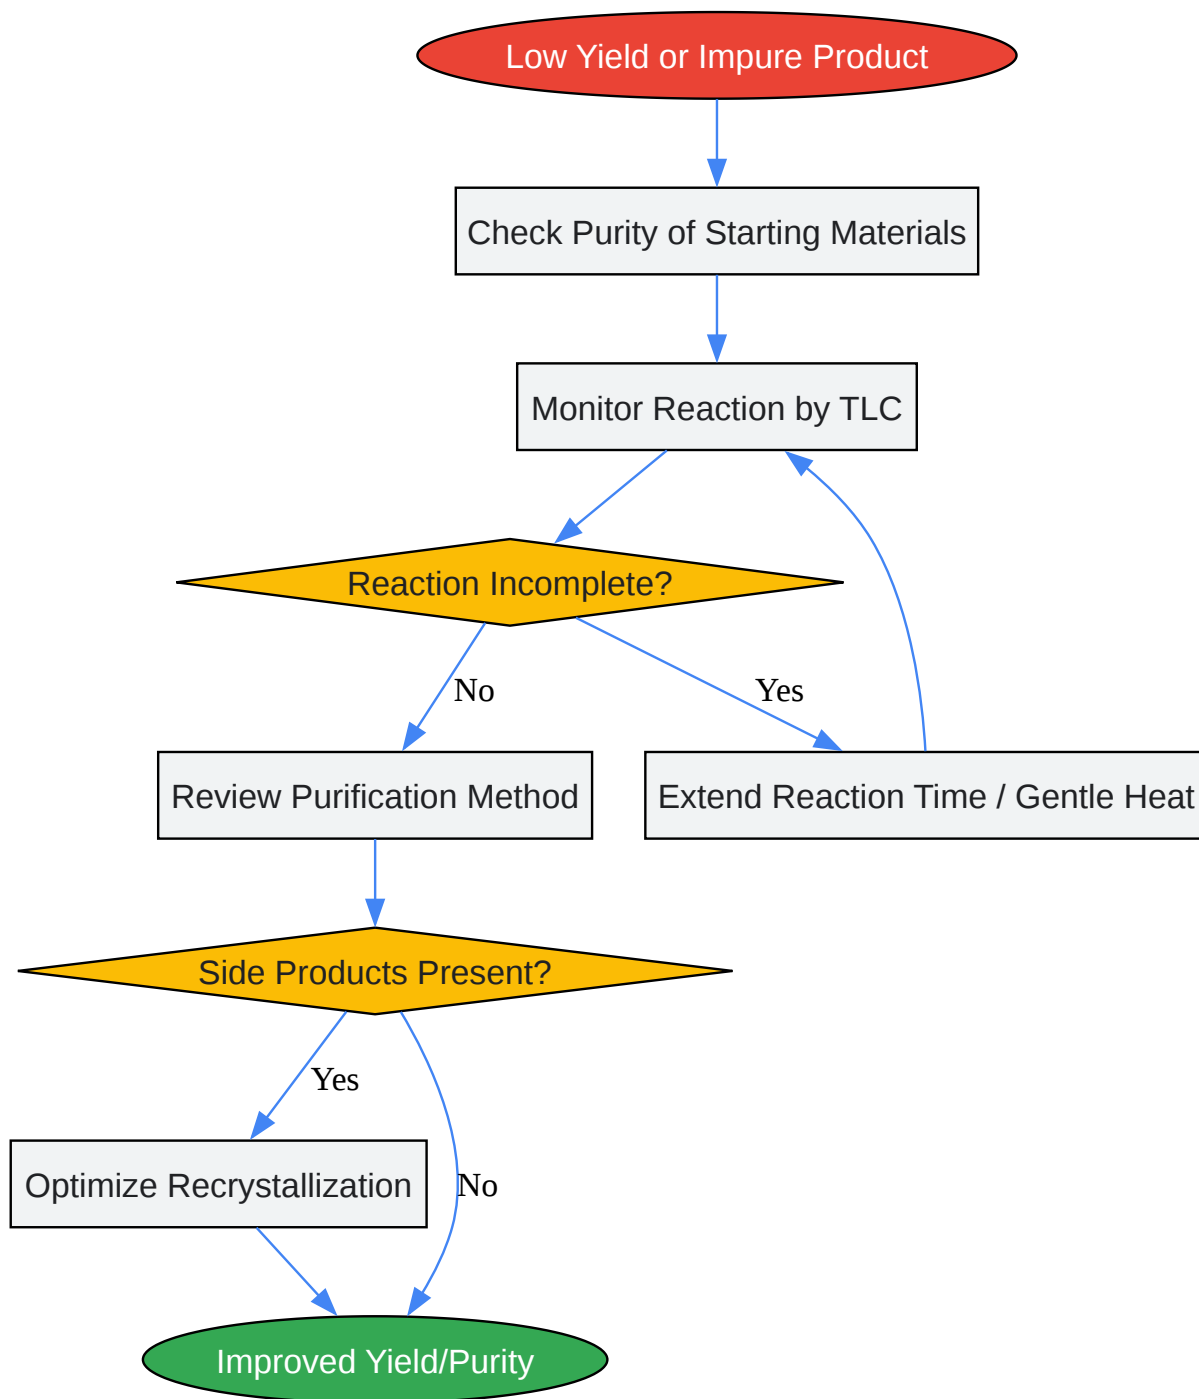 Low Yield or Impure Product
Check Purity of Starting Materials
Monitor Reaction by TLC
Reaction Incomplete?
No
Yes
Review Purification Method
Extend Reaction Time / Gentle Heat
Side Products Present?
Yes
Optimize Recrystallization
No
Improved Yield/Purity